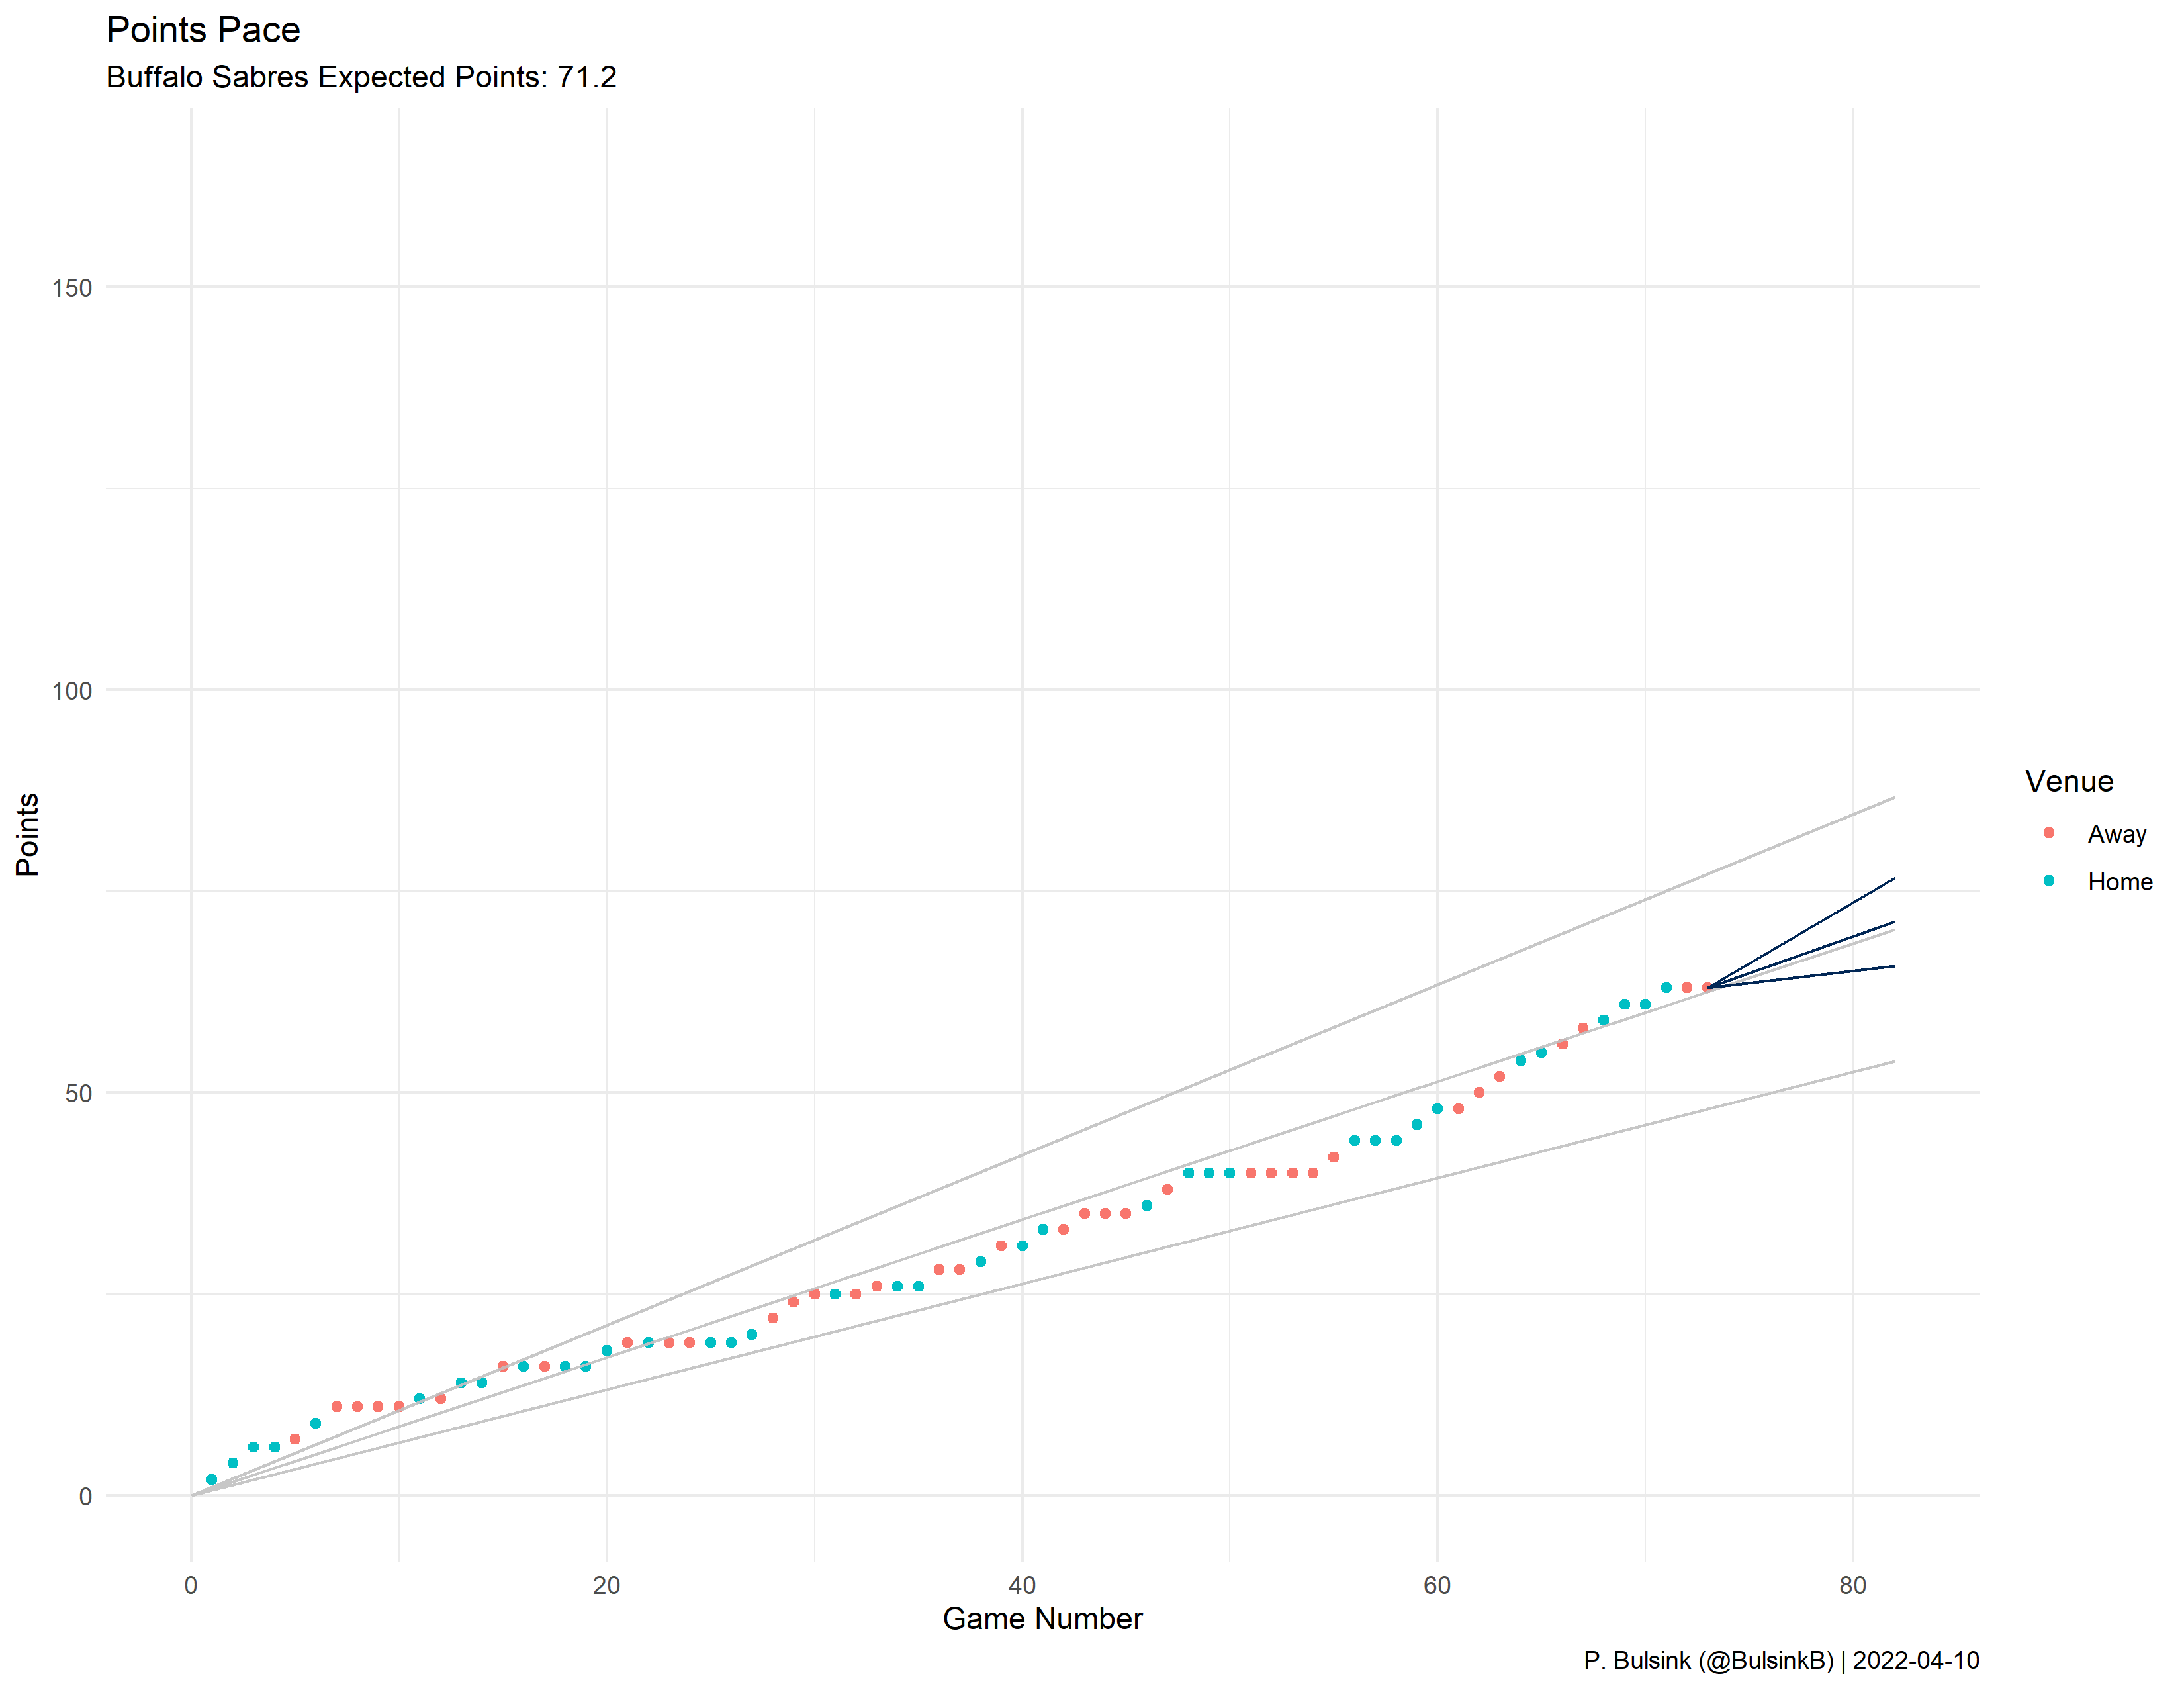 Points Pace
Buffalo Sabres Expected Points: 71.2
150
100
50
0
Points
0 20 40 60 80
Game Number
Venue
Away
Home
P. Bulsink (@BulsinkB) | 2022-04-10